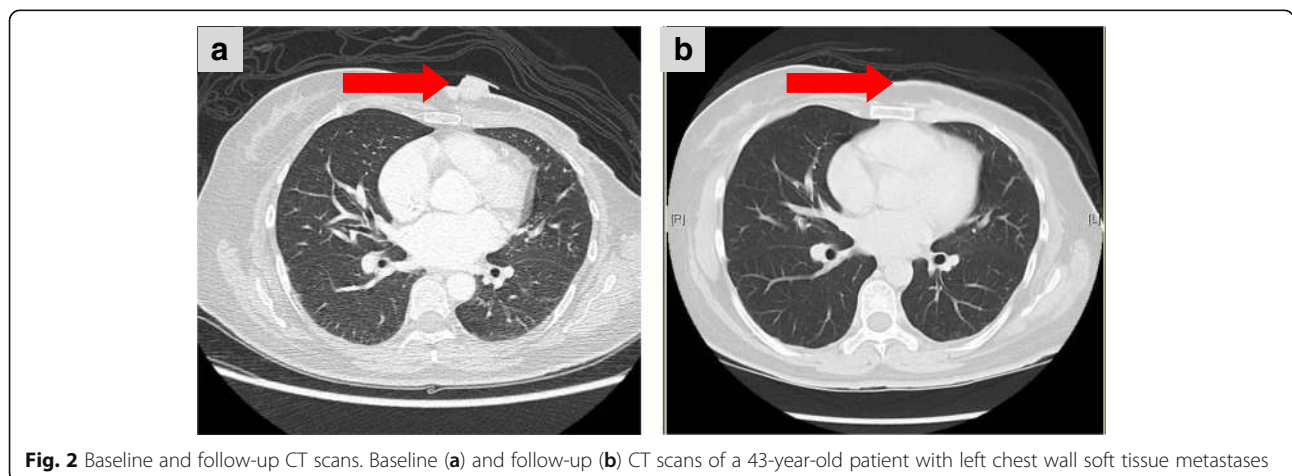 a
b
[R]
[L]
Fig. 2 Baseline and follow-up CT scans. Baseline (a) and follow-up (b) CT scans of a 43-year-old patient with left chest wall soft tissue metastases